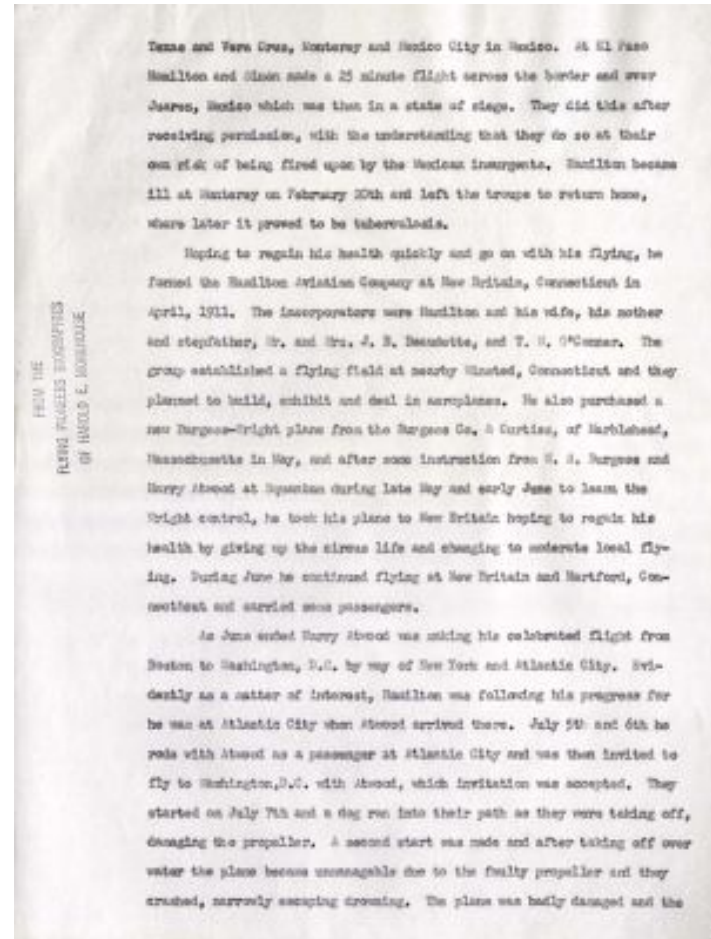 Texas and Vera Cruz, Monterey and Mexico City in Mexico. At El Paso
Hamilton and Simon made a 25 minute flight across the border and over
Juarez, Mexico which was then in a state of siege. They did this after
receiving permission, with the understanding that they do so at their
own risk of being fired upon by the Mexican insurgents. Hamilton became
ill at Monterey on February 20th and left the troupe to return home,
where later it proved to be tuberculosis.
Hoping to regain his health quickly and go on with his flying, he
formed the Hamilton Aviation Company at New Britain, Connecticut in
April, 1911. The incorporators were Hamilton and his wife, his mother
and stepfather, Mr. and Mrs. J. B. Beaudette, and T. H. O'Conner. The
group established a flying field at nearby Winsted, Connecticut and they
planned to build, exhibit and deal in aeroplanes. He also purchased a
new Burgess-Wright plane from the Burgess Co. & Curtiss, of Marblehead,
Massachusetts in May, and after some instruction from W. S. Burgess and
Harry Atwood at Squantum during late May and early June to learn the
Wright control, he took his plane to New Britain hoping to regain his
health by giving up the circus life and changing to moderate local fly-
ing. During June he continued flying at New Britain and Hartford, Con-
necticut and carried some passengers.
As June ended Harry Atwood was making his celebrated flight from
Boston to Washington, D.C. by way of New York and Atlantic City. Evi-
dently as a matter of interest, Hamilton was following his progress for
he was at Atlantic City when Atwood arrived there. July 5th and 6th he
rode with Atwood as a passenger at Atlantic City and was then invited to
fly to Washington,D.C. with Atwood, which invitation was accepted. They
started on July 7th and a dog ran into their path as they were taking off,
damaging the propeller. A second start was made and after taking off over
water the plane became unmanagable due to the faulty propeller and they
crashed, narrowly escaping drowning. The plane was badly damaged and the
FROM THE
FLYING PIONEERS BIOGRAPHIES
OF HAROLD E. MOREHOUSE